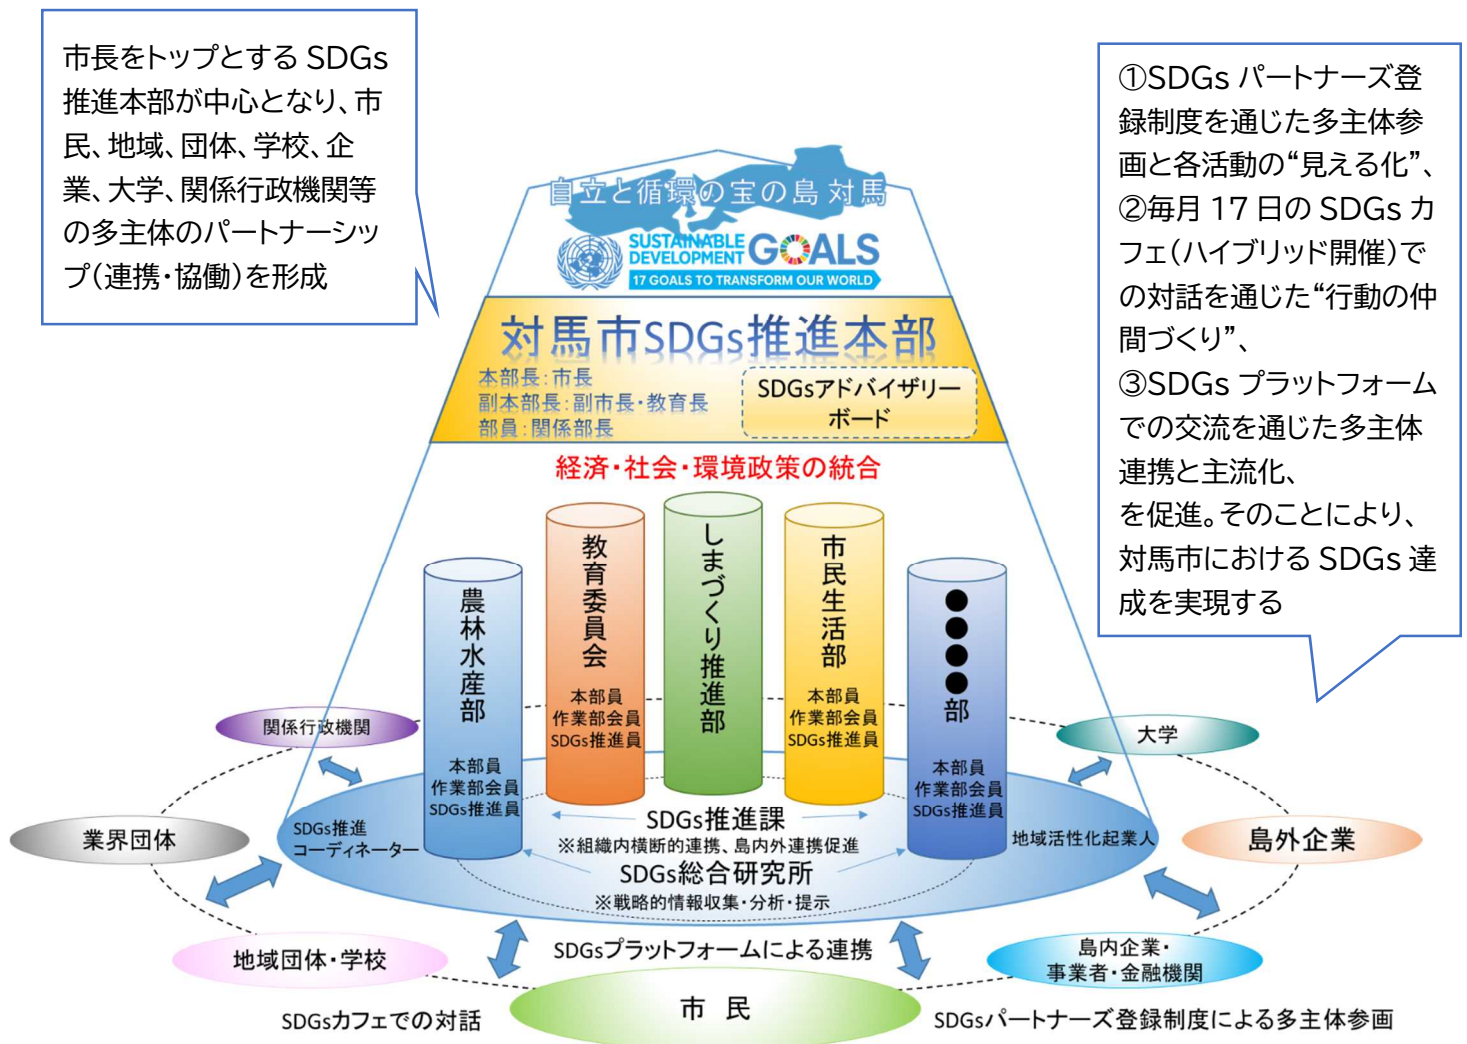 市長をトップとする SDGs
推進本部が中心となり、市
民、地域、団体、学校、企
業、大学、関係行政機関等
の多主体のパートナーシッ
プ(連携・協働)を形成
①SDGs パートナーズ登
録制度を通じた多主体参
画と各活動の“見える化”、
②毎月 17 日の SDGs カ
フェ(ハイブリッド開催)で
の対話を通じた“行動の仲
間づくり”、
③SDGs プラットフォーム
での交流を通じた多主体
連携と主流化、
を促進。そのことにより、
対馬市における SDGs 達
成を実現する
自立と循環の宝の島 対馬
SUSTAINABLE
DEVELOPMENT GOALS
17 GOALS TO TRANSFORM OUR WORLD
対馬市SDGs推進本部
本部長:市長
副本部長:副市長・教育長
部員:関係部長
SDGsアドバイザリー
ボード
経済・社会・環境政策の統合
農林水産部
本部員
作業部会員
SDGs推進員
教育委員会
本部員
作業部会員
SDGs推進員
しまづくり推進部
市民生活部
本部員
作業部会員
SDGs推進員
●●●●部
本部員
作業部会員
SDGs推進員
関係行政機関
大学
業界団体
島外企業
SDGs推進
コーディネーター
地域活性化起業人
SDGs推進課
※組織内横断的連携、島内外連携促進
SDGs総合研究所
※戦略的情報収集・分析・提示
地域団体・学校
SDGsプラットフォームによる連携
島内企業・
事業者・金融機関
市 民
SDGsカフェでの対話
SDGsパートナーズ登録制度による多主体参画